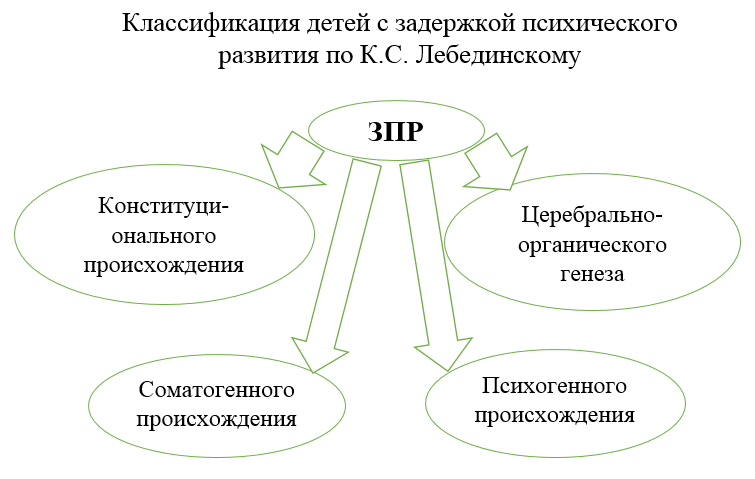 Классификация детей с задержкой психического
развития по К.С. Лебединскому
ЗПР
Конституци-
онального
происхождения
Церебрально-
органического
генеза
Соматогенного
происхождения
Психогенного
происхождения